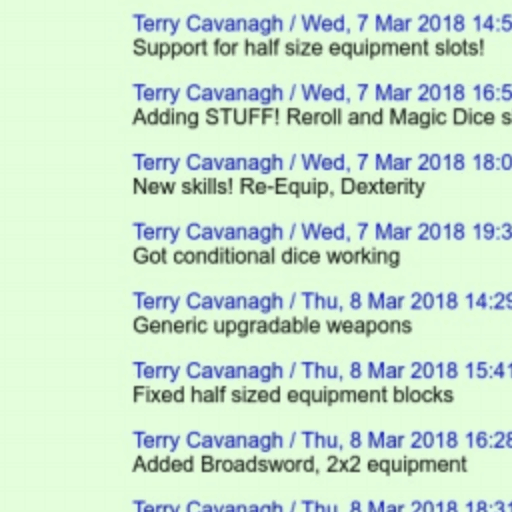 Terry Cavanagh / Wed, 7 Mar 2018 14:5
Support for half size equipment slots!
Terry Cavanagh / Wed, 7 Mar 2018 16:5
Adding STUFF! Reroll and Magic Dice s
Terry Cavanagh / Wed, 7 Mar 2018 18:0
New skills! Re-Equip, Dexterity
Terry Cavanagh / Wed, 7 Mar 2018 19:3
Got conditional dice working
Terry Cavanagh / Thu, 8 Mar 2018 14:29
Generic upgradable weapons
Terry Cavanagh / Thu, 8 Mar 2018 15:41
Fixed half sized equipment blocks
Terry Cavanagh / Thu, 8 Mar 2018 16:28
Added Broadsword, 2x2 equipment
Terry Cavanagh / Thu, 8 Mar 2018 18:31